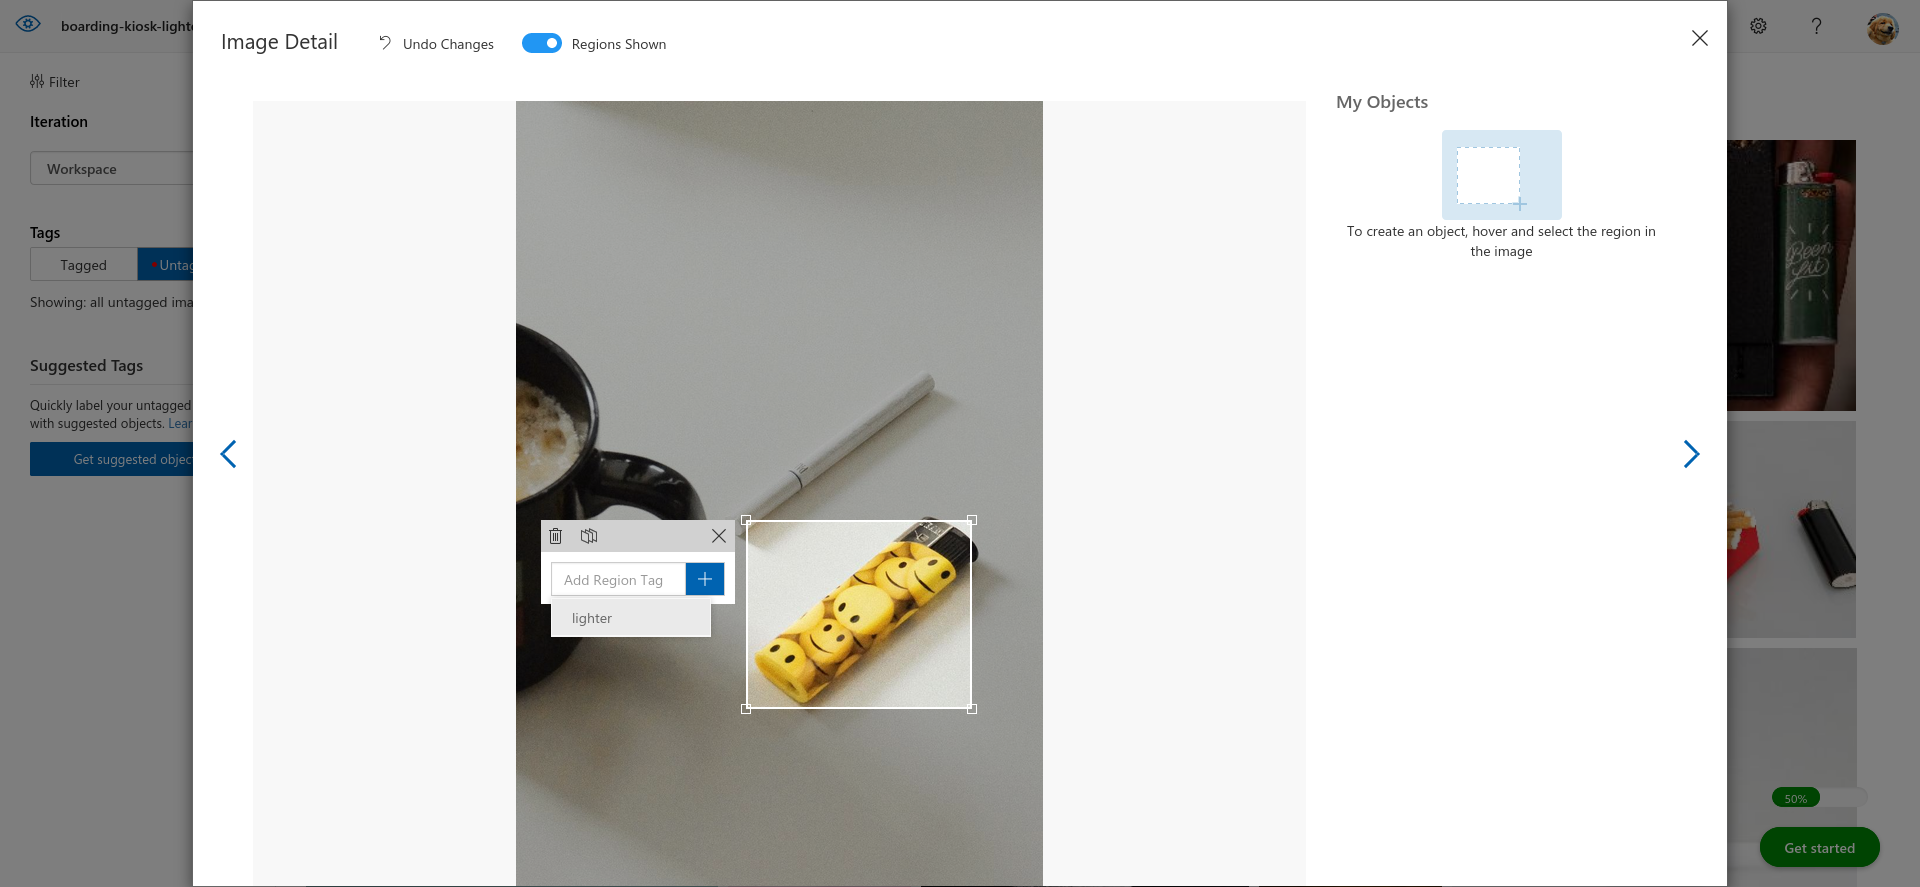 boarding-kiosk-light
Image Detail
Undo Changes
Regions Shown
Filter
Iteration
Workspace
Tags
Tagged
Untag
Showing: all untagged ima
Suggested Tags
Quickly label your untagged
with suggested objects. Lear
Get suggested objec
Add Region Tag
lighter
My Objects
To create an object, hover and select the region in
the image
Been
Lit
50%
Get started